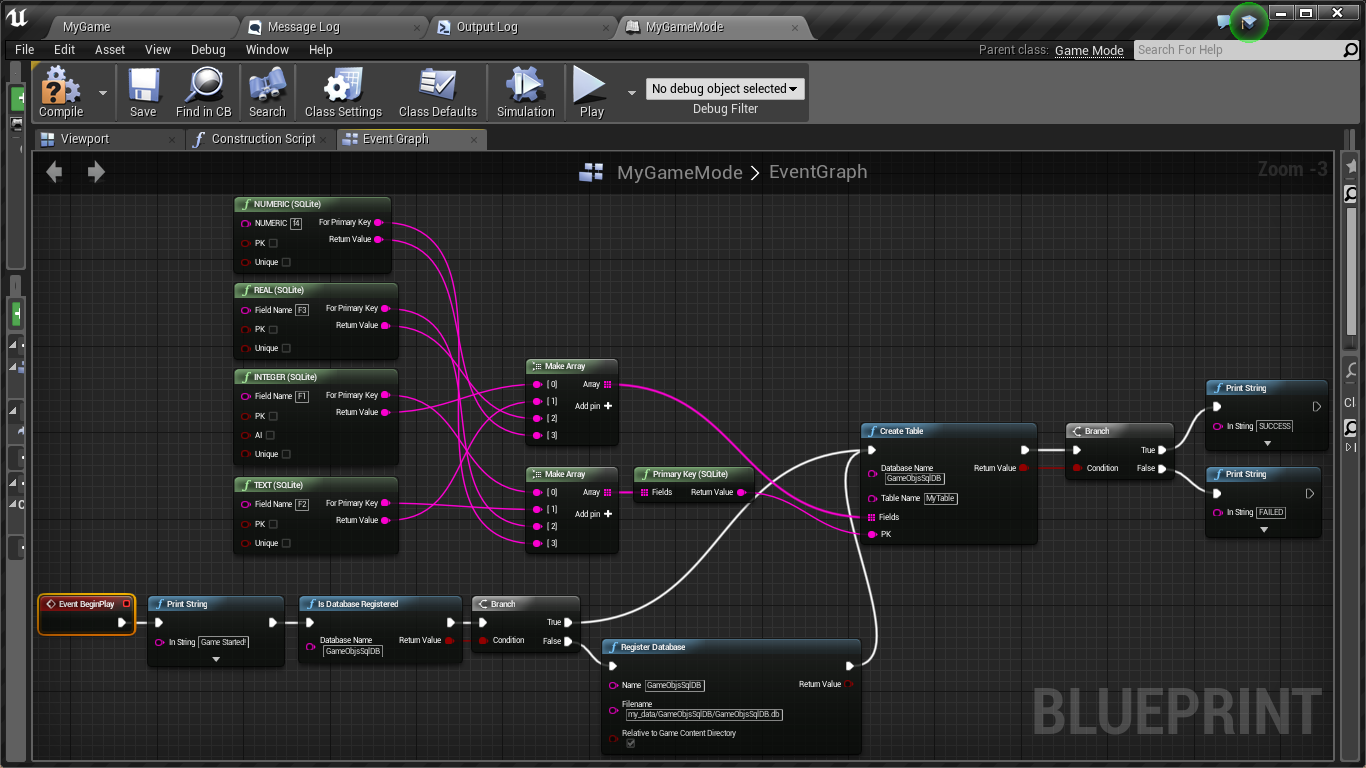 MyGame
Message Log
Output Log
MyGameMode
File Edit Asset View Debug Window Help
Parent class: Game Mode
Search For Help
Compile
Save
Find in CB
Search
Class Settings
Class Defaults
Simulation
Play
No debug object selected
Debug Filter
Viewport
Construction Script
Event Graph
MyGameMode > EventGraph
Zoom -3
NUMERIC (SQLite)
NUMERIC f4 For Primary Key
Return Value
PK
Unique
REAL (SQLite)
Field Name F3 For Primary Key
Return Value
PK
Unique
INTEGER (SQLite)
Field Name F1 For Primary Key
Return Value
PK
AI
Unique
TEXT (SQLite)
Field Name F2 For Primary Key
Return Value
PK
Unique
Make Array
[0] Array
[1] Add pin +
[2]
[3]
Make Array
[0] Array
[1] Add pin +
[2]
[3]
Primary Key (SQLite)
Fields Return Value
Create Table
Database Name
GameObjsSqlDB
Return Value
Table Name MyTable
Fields
PK
Branch
True
Condition False
Print String
In String SUCCESS
Print String
In String FAILED
Event BeginPlay
Print String
In String Game Started!
Is Database Registered
Database Name
GameObjsSqlDB
Return Value
Branch
True
Condition False
Register Database
Name GameObjsSqlDB
Return Value
Filename
my_data/GameObjsSqlDB/GameObjsSqlDB.db
Relative to Game Content Directory
BLUEPRINT